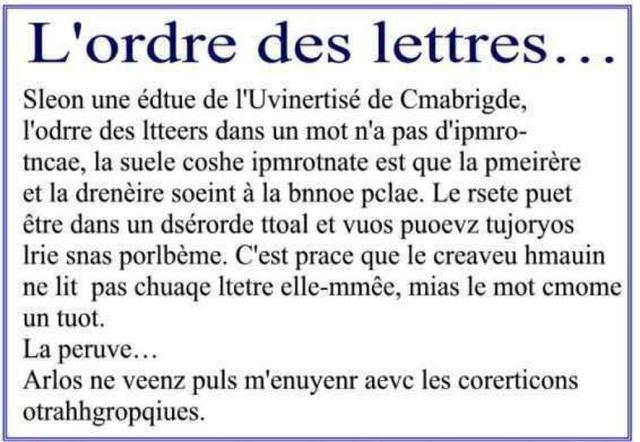 L'ordre des lettres…
Sleon une édtue de l'Uvinertisé de Cmabrigde,
l'odrre des ltteers dans un mot n'a pas d'ipmro-
tncae, la suele coshe ipmrotnate est que la pmeirère
et la drenèire soeint à la bnnoe pclae. Le rsete puet
être dans un dsérorde ttoal et vuos puoevz tujoryos
lrie snas porlbème. C'est prace que le creaveu hmauin
ne lit pas chuaqe ltetre elle-mmêe, mias le mot cmome
un tuot.
La peruve…
Arlos ne veenz puls m'enuyenr aevc les corerticons
otrahhgropqiues.